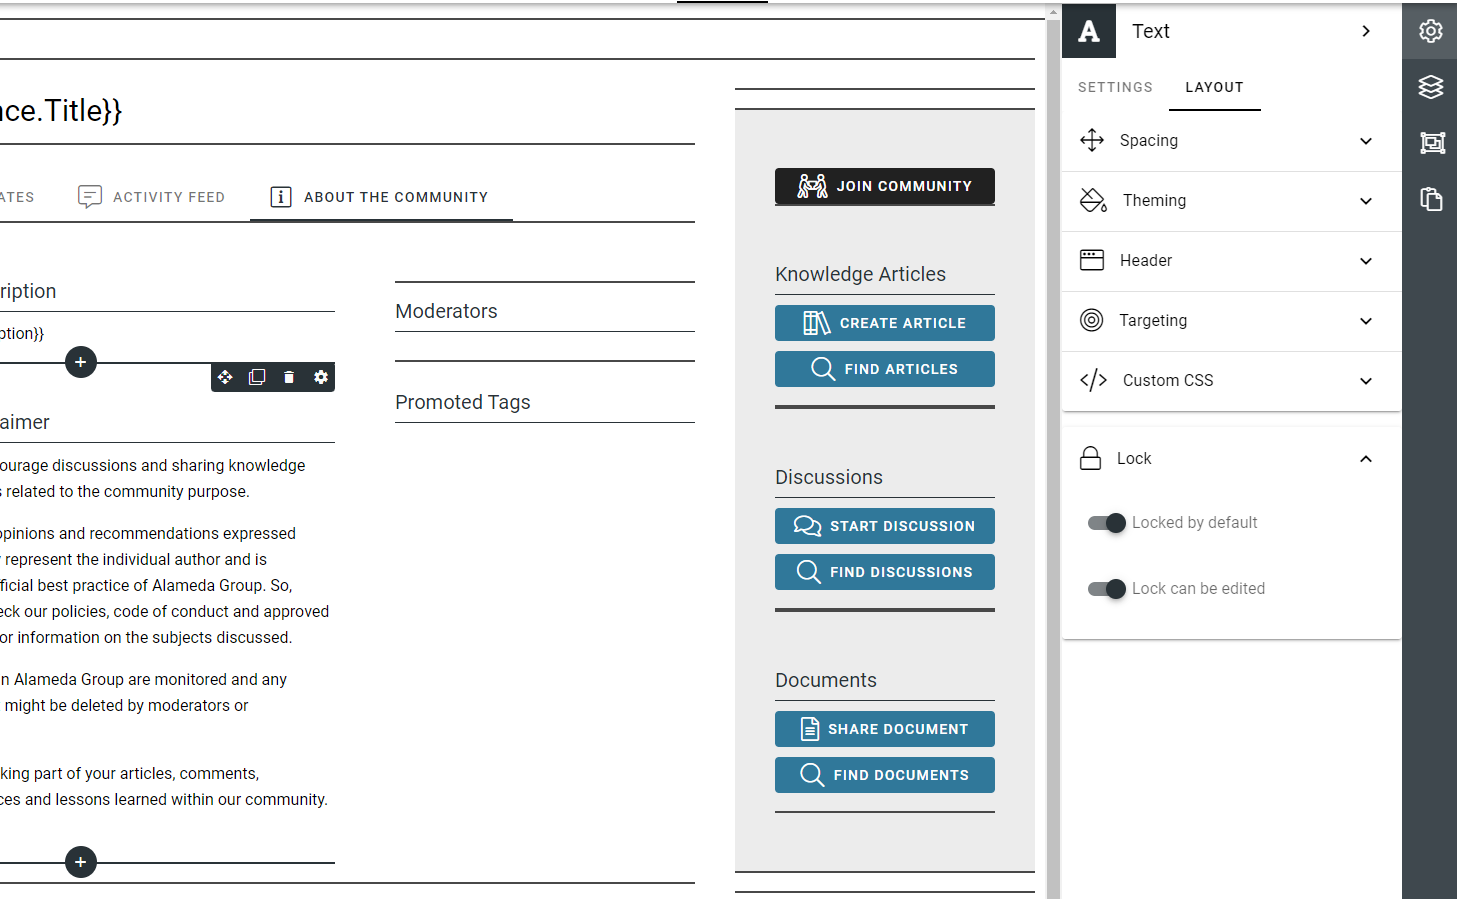 nce.Title}}
ATES
ACTIVITY FEED
ABOUT THE COMMUNITY
ription
ption}}
aimer
ourage discussions and sharing knowledge
s related to the community purpose.
opinions and recommendations expressed
y represent the individual author and is
ficial best practice of Alameda Group. So,
eck our policies, code of conduct and approved
or information on the subjects discussed.
n Alameda Group are monitored and any
might be deleted by moderators or
king part of your articles, comments,
ces and lessons learned within our community.
Moderators
Promoted Tags
JOIN COMMUNITY
Knowledge Articles
CREATE ARTICLE
FIND ARTICLES
Discussions
START DISCUSSION
FIND DISCUSSIONS
Documents
SHARE DOCUMENT
FIND DOCUMENTS
A
Text
SETTINGS
LAYOUT
Spacing
Theming
Header
Targeting
Custom CSS
Lock
Locked by default
Lock can be edited